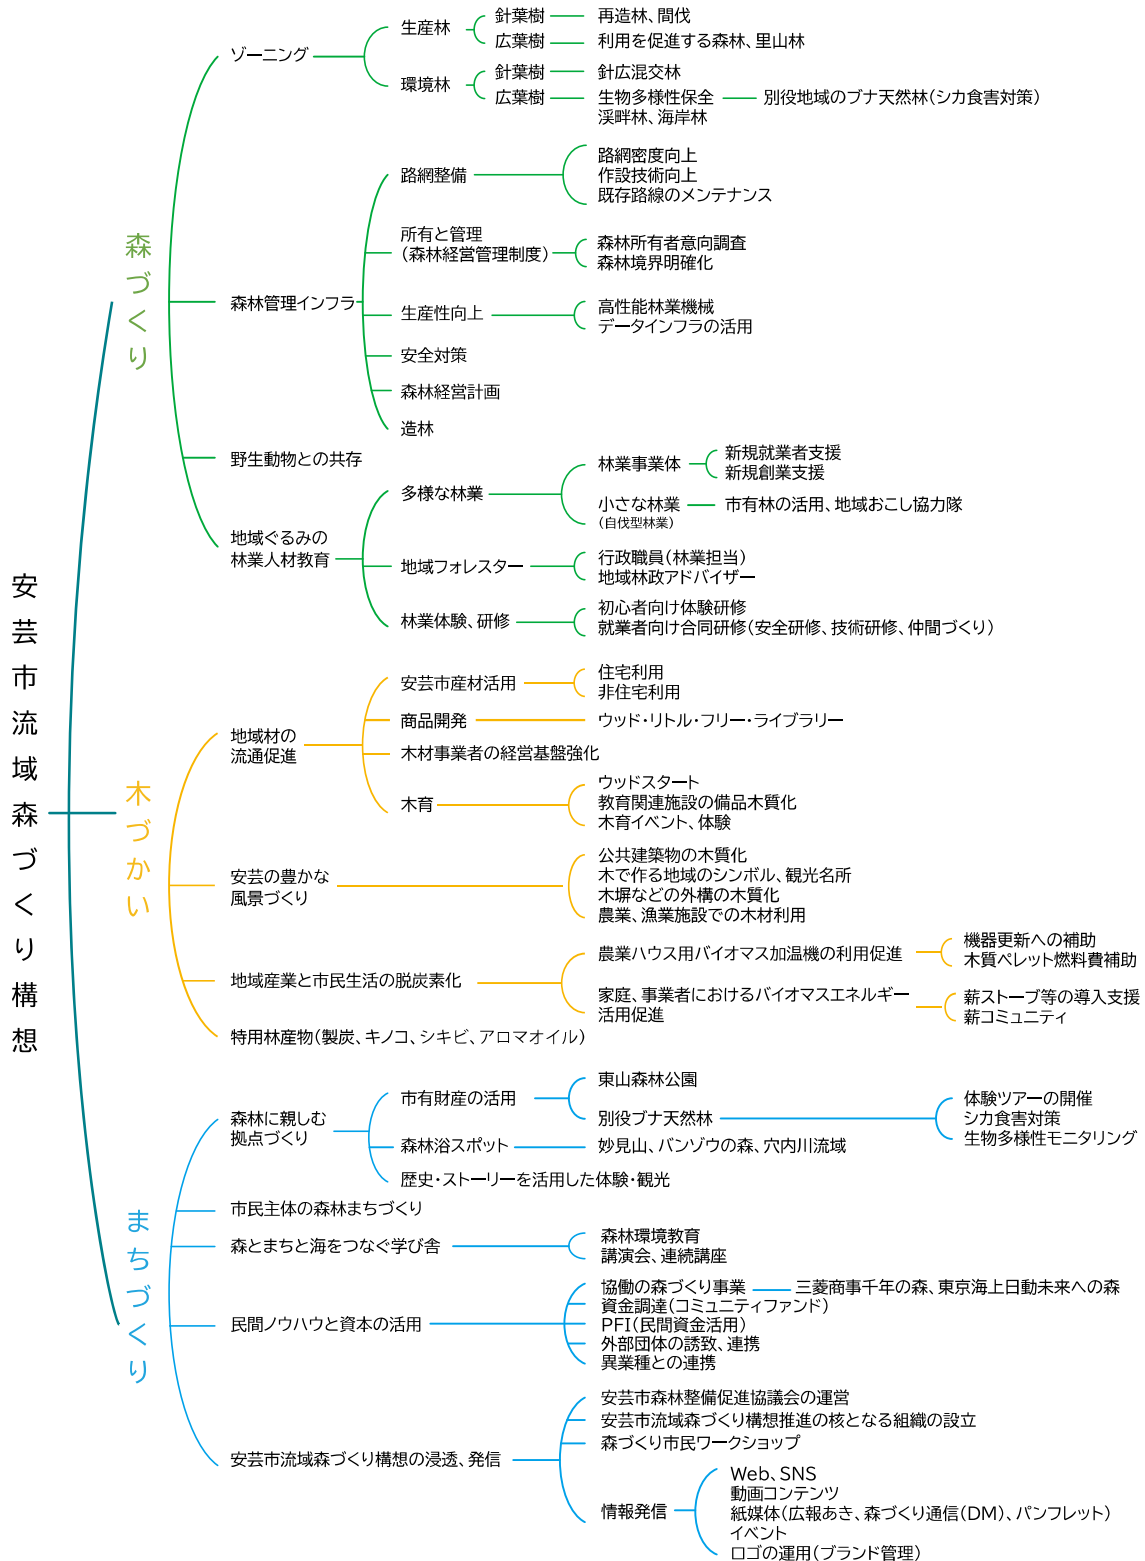 安芸市流域森づくり構想
森づくり
ゾーニング
生産林
針葉樹
再造林、間伐
広葉樹
利用を促進する森林、里山林
環境林
針葉樹
針広混交林
広葉樹
生物多様性保全
渓畔林、海岸林
別役地域のブナ天然林(シカ食害対策)
森林管理インフラ
路網整備
路網密度向上
作設技術向上
既存路線のメンテナンス
所有と管理
(森林経営管理制度)
森林所有者意向調査
森林境界明確化
生産性向上
高性能林業機械
データインフラの活用
安全対策
森林経営計画
造林
野生動物との共存
地域ぐるみの
林業人材教育
多様な林業
林業事業体
新規就業者支援
新規創業支援
小さな林業
(自伐型林業)
市有林の活用、地域おこし協力隊
地域フォレスター
行政職員(林業担当)
地域林政アドバイザー
林業体験、研修
初心者向け体験研修
就業者向け合同研修(安全研修、技術研修、仲間づくり)
木づかい
地域材の
流通促進
安芸市産材活用
住宅利用
非住宅利用
商品開発
ウッド・リトル・フリー・ライブラリー
木材事業者の経営基盤強化
木育
ウッドスタート
教育関連施設の備品木質化
木育イベント、体験
安芸の豊かな
風景づくり
公共建築物の木質化
木で作る地域のシンボル、観光名所
木塀などの外構の木質化
農業、漁業施設での木材利用
地域産業と市民生活の脱炭素化
農業ハウス用バイオマス加温機の利用促進
機器更新への補助
木質ペレット燃料費補助
家庭、事業者におけるバイオマスエネルギー
活用促進
薪ストーブ等の導入支援
薪コミュニティ
特用林産物(製炭、キノコ、シキビ、アロマオイル)
まちづくり
森林に親しむ
拠点づくり
市有財産の活用
東山森林公園
別役ブナ天然林
体験ツアーの開催
シカ食害対策
生物多様性モニタリング
森林浴スポット
妙見山、バンゾウの森、穴内川流域
歴史・ストーリーを活用した体験・観光
市民主体の森林まちづくり
森とまちと海をつなぐ学び舎
森林環境教育
講演会、連続講座
民間ノウハウと資本の活用
協働の森づくり事業
三菱商事千年の森、東京海上日動未来への森
資金調達(コミュニティファンド)
PFI(民間資金活用)
外部団体の誘致、連携
異業種との連携
安芸市流域森づくり構想の浸透、発信
安芸市森林整備促進協議会の運営
安芸市流域森づくり構想推進の核となる組織の設立
森づくり市民ワークショップ
情報発信
Web、SNS
動画コンテンツ
紙媒体(広報あき、森づくり通信(DM)、パンフレット)
イベント
ロゴの運用(ブランド管理)